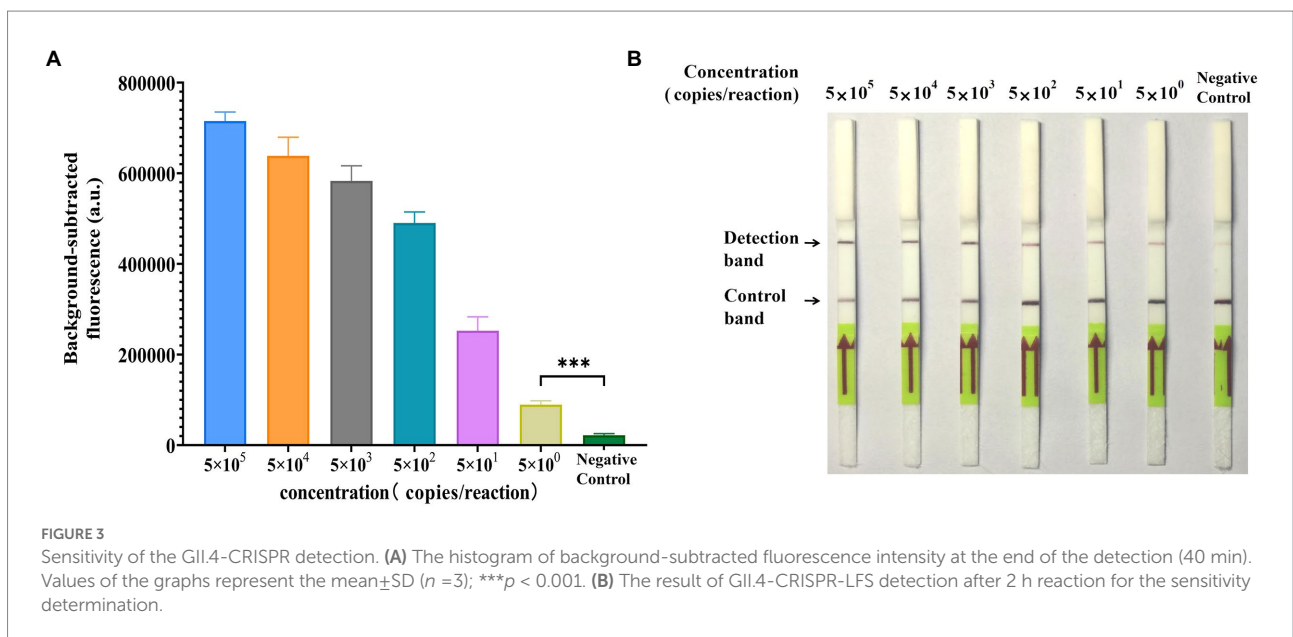 A
800000
600000
400000
200000
0
Background-subtracted
fluorescence (a.u.)
***
5×10⁵ 5×10⁴ 5×10³ 5×10² 5×10¹ 5×10⁰ Negative
Control
concentration( copies/reaction)
B
Concentration
( copies/reaction)
5×10⁵ 5×10⁴ 5×10³ 5×10² 5×10¹ 5×10⁰ Negative
Control
Detection
band
Control
band
FIGURE 3
Sensitivity of the GII.4-CRISPR detection. (A) The histogram of background-subtracted fluorescence intensity at the end of the detection (40 min).
Values of the graphs represent the mean±SD (n =3); ***p < 0.001. (B) The result of GII.4-CRISPR-LFS detection after 2 h reaction for the sensitivity
determination.